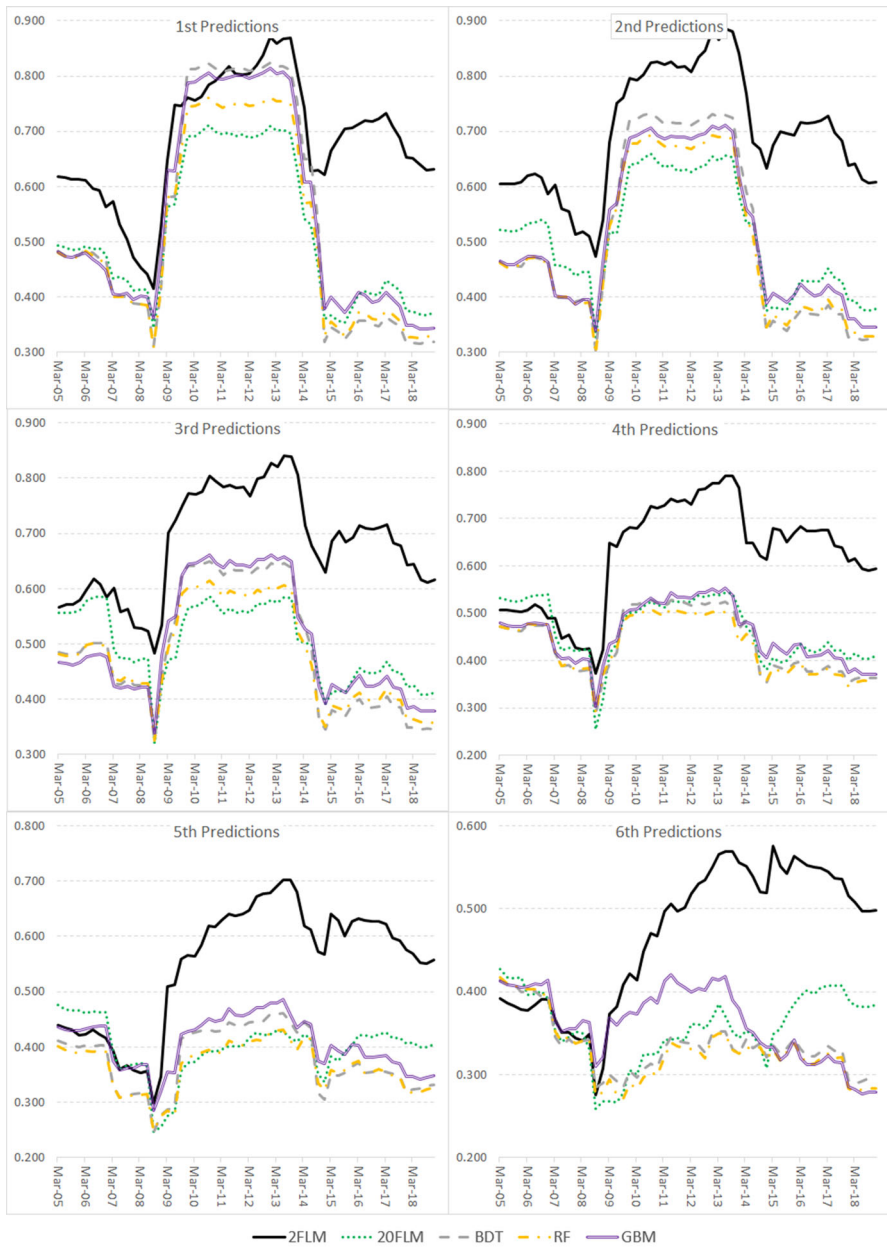 1st Predictions
0.900
0.800
0.700
0.600
0.500
0.400
0.300
Mar-05
Mar-06
Mar-07
Mar-08
Mar-09
Mar-10
Mar-11
Mar-12
Mar-13
Mar-14
Mar-15
Mar-16
Mar-17
Mar-18
2nd Predictions
0.900
0.800
0.700
0.600
0.500
0.400
0.300
Mar-05
Mar-06
Mar-07
Mar-08
Mar-09
Mar-10
Mar-11
Mar-12
Mar-13
Mar-14
Mar-15
Mar-16
Mar-17
Mar-18
3rd Predictions
0.900
0.800
0.700
0.600
0.500
0.400
0.300
Mar-05
Mar-06
Mar-07
Mar-08
Mar-09
Mar-10
Mar-11
Mar-12
Mar-13
Mar-14
Mar-15
Mar-16
Mar-17
Mar-18
4th Predictions
0.900
0.800
0.700
0.600
0.500
0.400
0.300
0.200
Mar-05
Mar-06
Mar-07
Mar-08
Mar-09
Mar-10
Mar-11
Mar-12
Mar-13
Mar-14
Mar-15
Mar-16
Mar-17
Mar-18
5th Predictions
0.800
0.700
0.600
0.500
0.400
0.300
0.200
Mar-05
Mar-06
Mar-07
Mar-08
Mar-09
Mar-10
Mar-11
Mar-12
Mar-13
Mar-14
Mar-15
Mar-16
Mar-17
Mar-18
6th Predictions
0.600
0.500
0.400
0.300
0.200
Mar-05
Mar-06
Mar-07
Mar-08
Mar-09
Mar-10
Mar-11
Mar-12
Mar-13
Mar-14
Mar-15
Mar-16
Mar-17
Mar-18
2FLM 20FLM BDT RF GBM